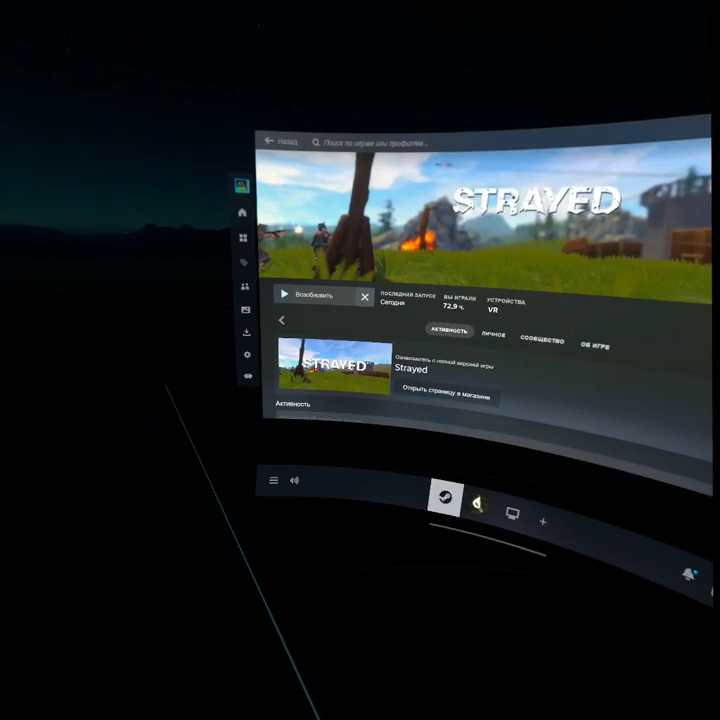 Назад
Поиск по играм или профилям...
STRAYED
Возобновить
ПОСЛЕДНИЙ ЗАПУСК
Сегодня
ВЫ ИГРАЛИ
72,9 ч.
УСТРОЙСТВА
VR
АКТИВНОСТЬ
ЛИЧНОЕ
СООБЩЕСТВО
ОБ ИГРЕ
STRAYED
Ознакомьтесь с полной версией игры
Strayed
Открыть страницу в магазине
Активность